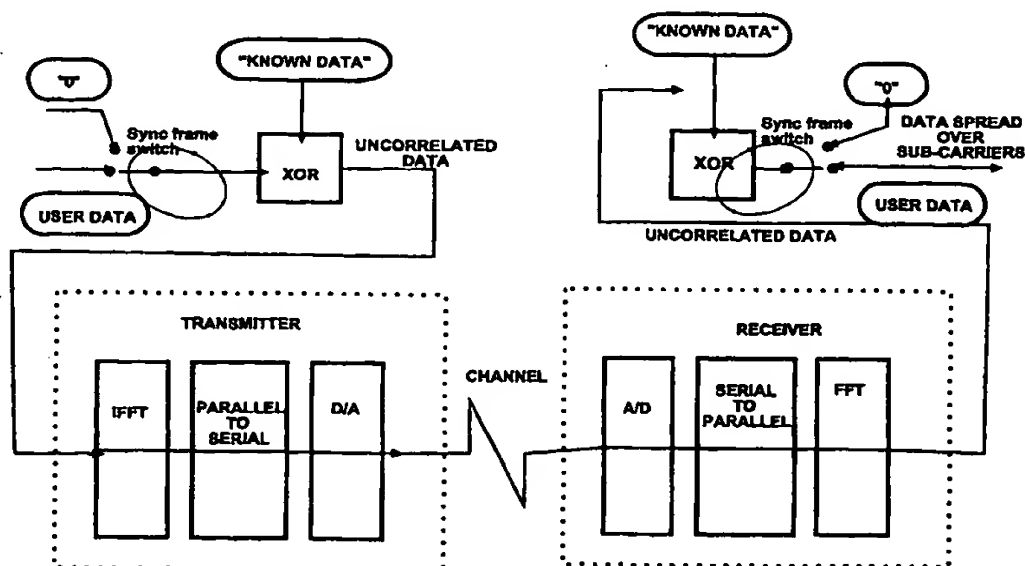 "KNOWN DATA"
"0"
Sync frame
switch
XOR
UNCORRELATED
DATA
USER DATA
"KNOWN DATA"
"0"
Sync frame
switch
XOR
DATA SPREAD
OVER
SUB-CARRIERS
USER DATA
UNCORRELATED DATA
TRANSMITTER
IFFT
PARALLEL
TO
SERIAL
D/A
CHANNEL
RECEIVER
A/D
SERIAL
TO
PARALLEL
FFT